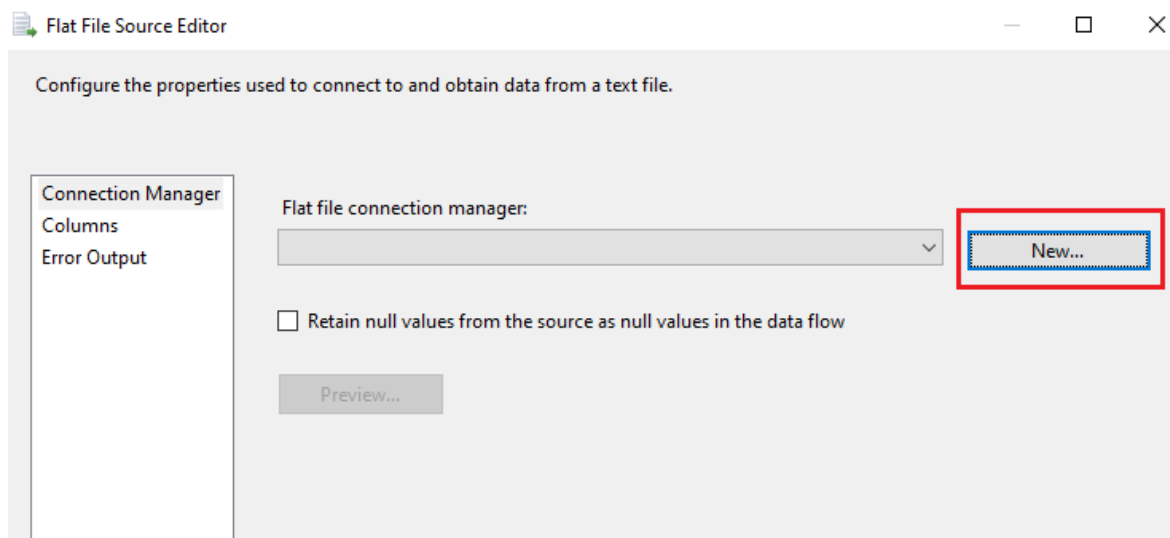 Flat File Source Editor
Configure the properties used to connect to and obtain data from a text file.
Connection Manager
Columns
Error Output
Flat file connection manager:
New...
Retain null values from the source as null values in the data flow
Preview...